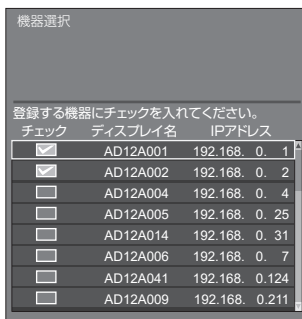 機器選択
登録する機器にチェックを入れてください。
チェック ディスプレイ名 IPアドレス
AD12A001 192.168. 0. 1
AD12A002 192.168. 0. 2
AD12A004 192.168. 0. 4
AD12A005 192.168. 0. 25
AD12A014 192.168. 0. 31
AD12A006 192.168. 0. 7
AD12A041 192.168. 0.124
AD12A009 192.168. 0.211